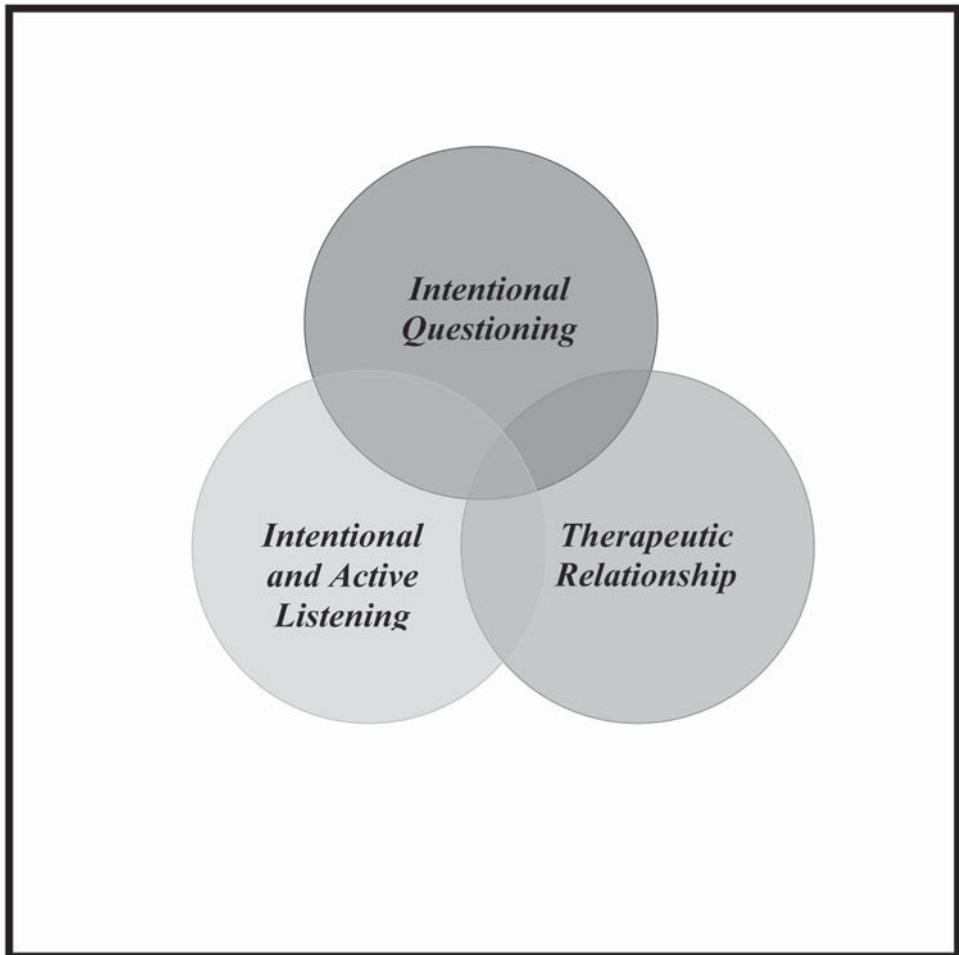 Intentional
Questioning
Intentional
and Active
Listening
Therapeutic
Relationship